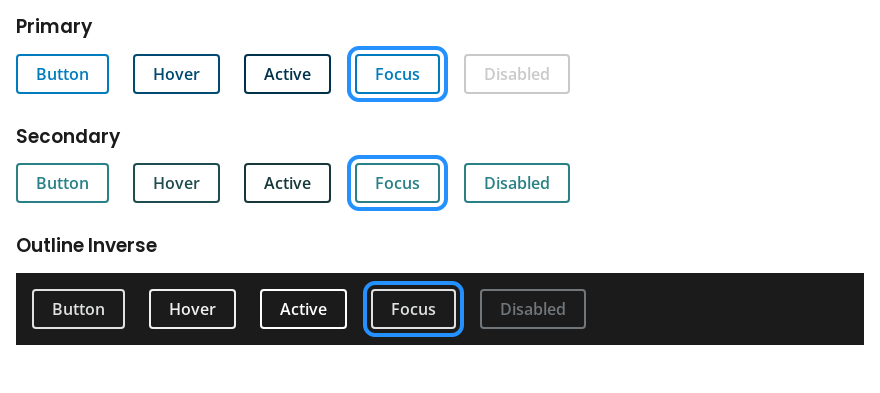 Primary
Button Hover Active Focus Disabled
Secondary
Button Hover Active Focus Disabled
Outline Inverse
Button Hover Active Focus Disabled